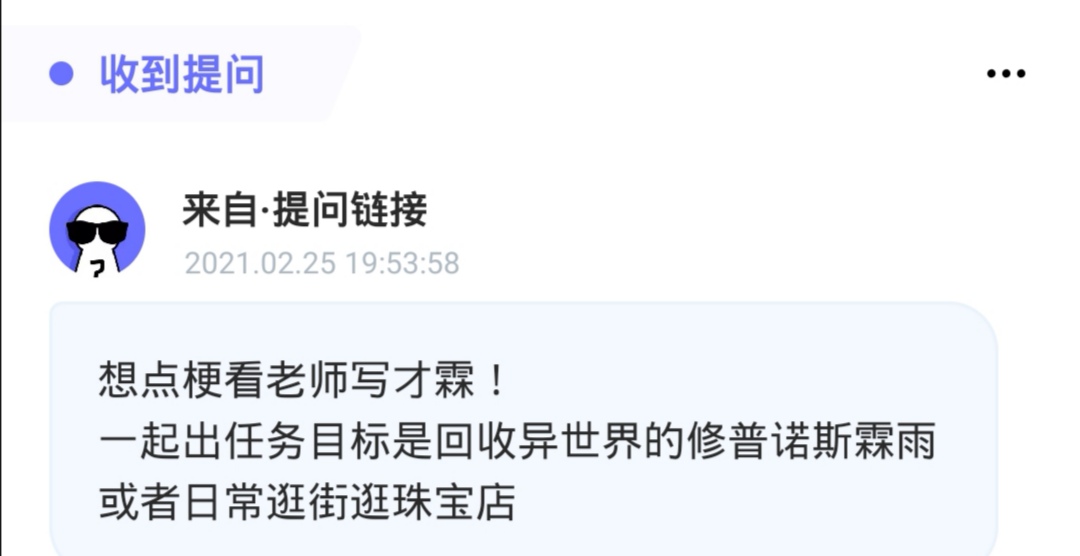 收到提问
来自·提问链接
2021.02.25 19:53:58
想点梗看老师写才霖！
一起出任务目标是回收异世界的修普诺斯霖雨
或者日常逛街逛珠宝店